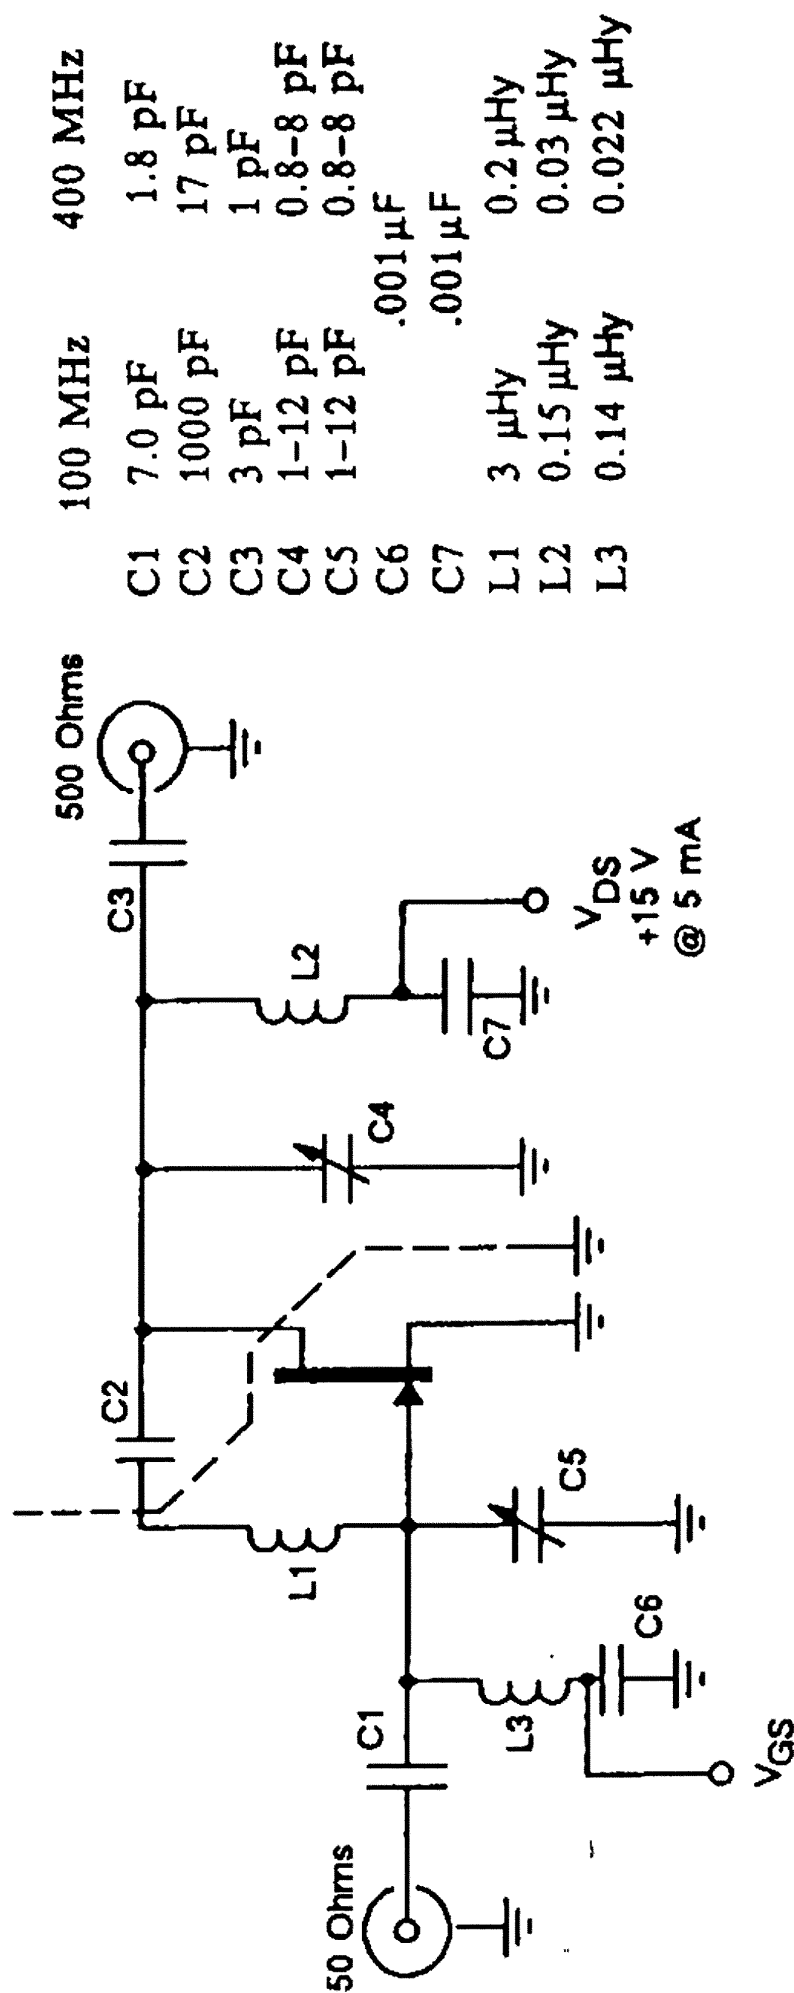 50 Ohms
C1
L3
C6
VGS
L1
C2
C5
C4
L2
C7
C3
500 Ohms
VDS
+15 V
@ 5 mA
100 MHz 400 MHz
C1 7.0 pF 1.8 pF
C2 1000 pF 17 pF
C3 3 pF 1 pF
C4 1–12 pF 0.8–8 pF
C5 1–12 pF 0.8–8 pF
C6 .001 µF
C7 .001 µF
L1 3 µHy 0.2 µHy
L2 0.15 µHy 0.03 µHy
L3 0.14 µHy 0.022 µHy